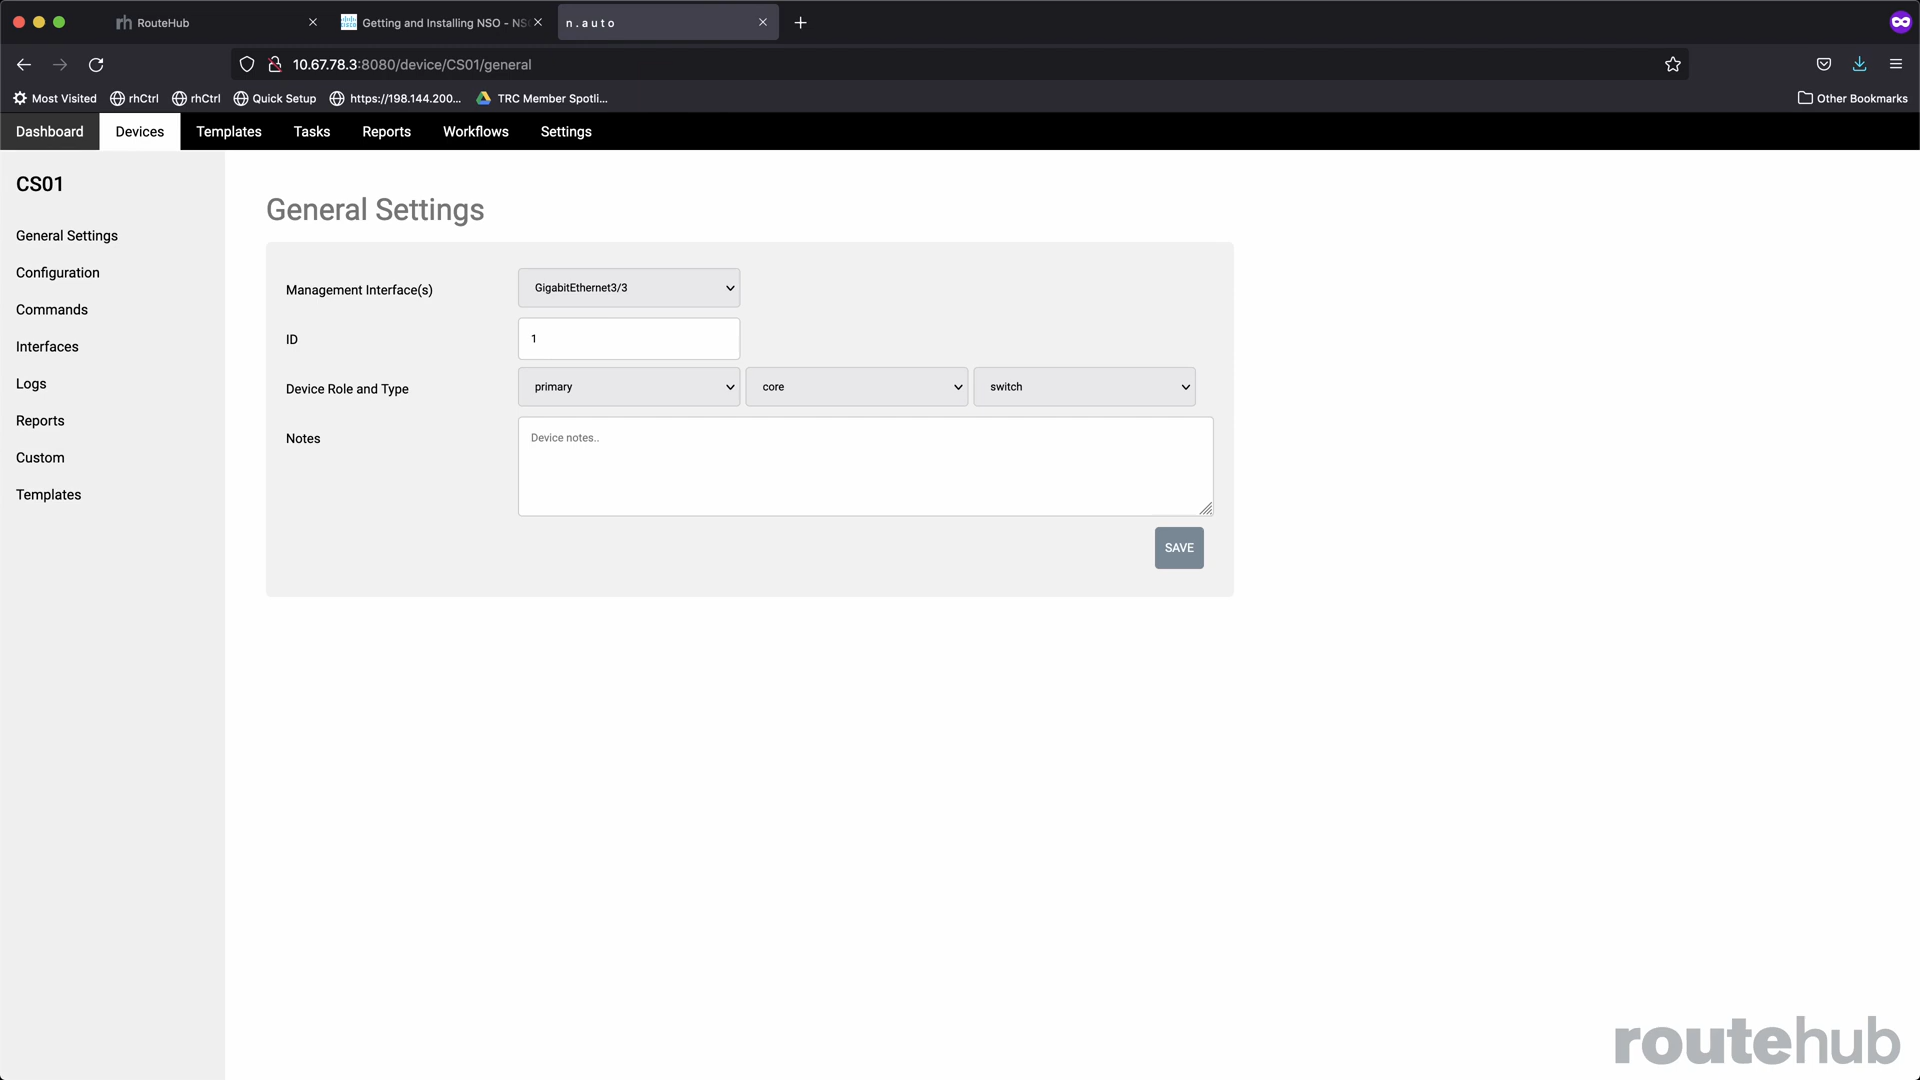 rh RouteHub
CISCO Getting and Installing NSO - NS
n.auto
10.67.78.3:8080/device/CS01/general
Most Visited rhCtrl rhCtrl Quick Setup https://198.144.200... TRC Member Spotli... Other Bookmarks
Dashboard Devices Templates Tasks Reports Workflows Settings
CS01
General Settings
Configuration
Commands
Interfaces
Logs
Reports
Custom
Templates
General Settings
Management Interface(s) GigabitEthernet3/3
ID 1
Device Role and Type primary core switch
Notes Device notes..
SAVE
routehub